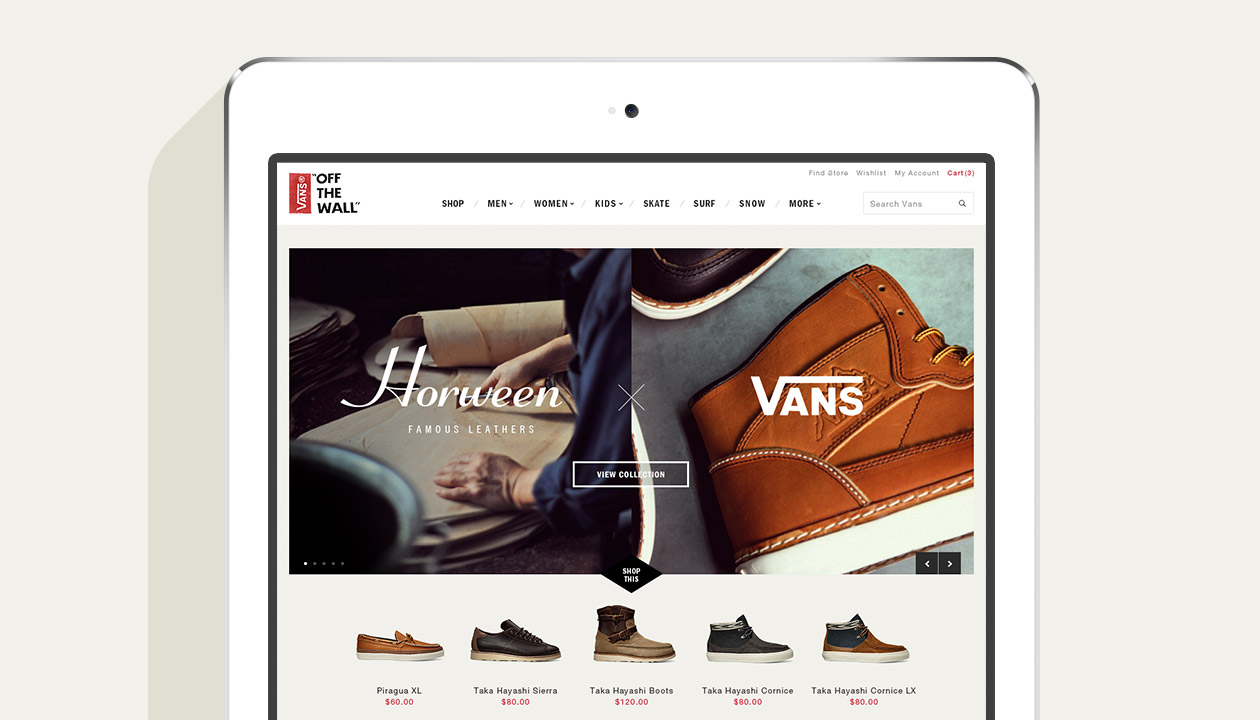 VANS
"OFF
THE
WALL"
Find Store Wishlist My Account Cart(3)
SHOP / MEN / WOMEN / KIDS / SKATE / SURF / SNOW / MORE
Search Vans
Horween
FAMOUS LEATHERS
VANS
VIEW COLLECTION
SHOP
THIS
Piragua XL
$60.00
Taka Hayashi Sierra
$80.00
Taka Hayashi Boots
$120.00
Taka Hayashi Cornice
$80.00
Taka Hayashi Cornice LX
$80.00